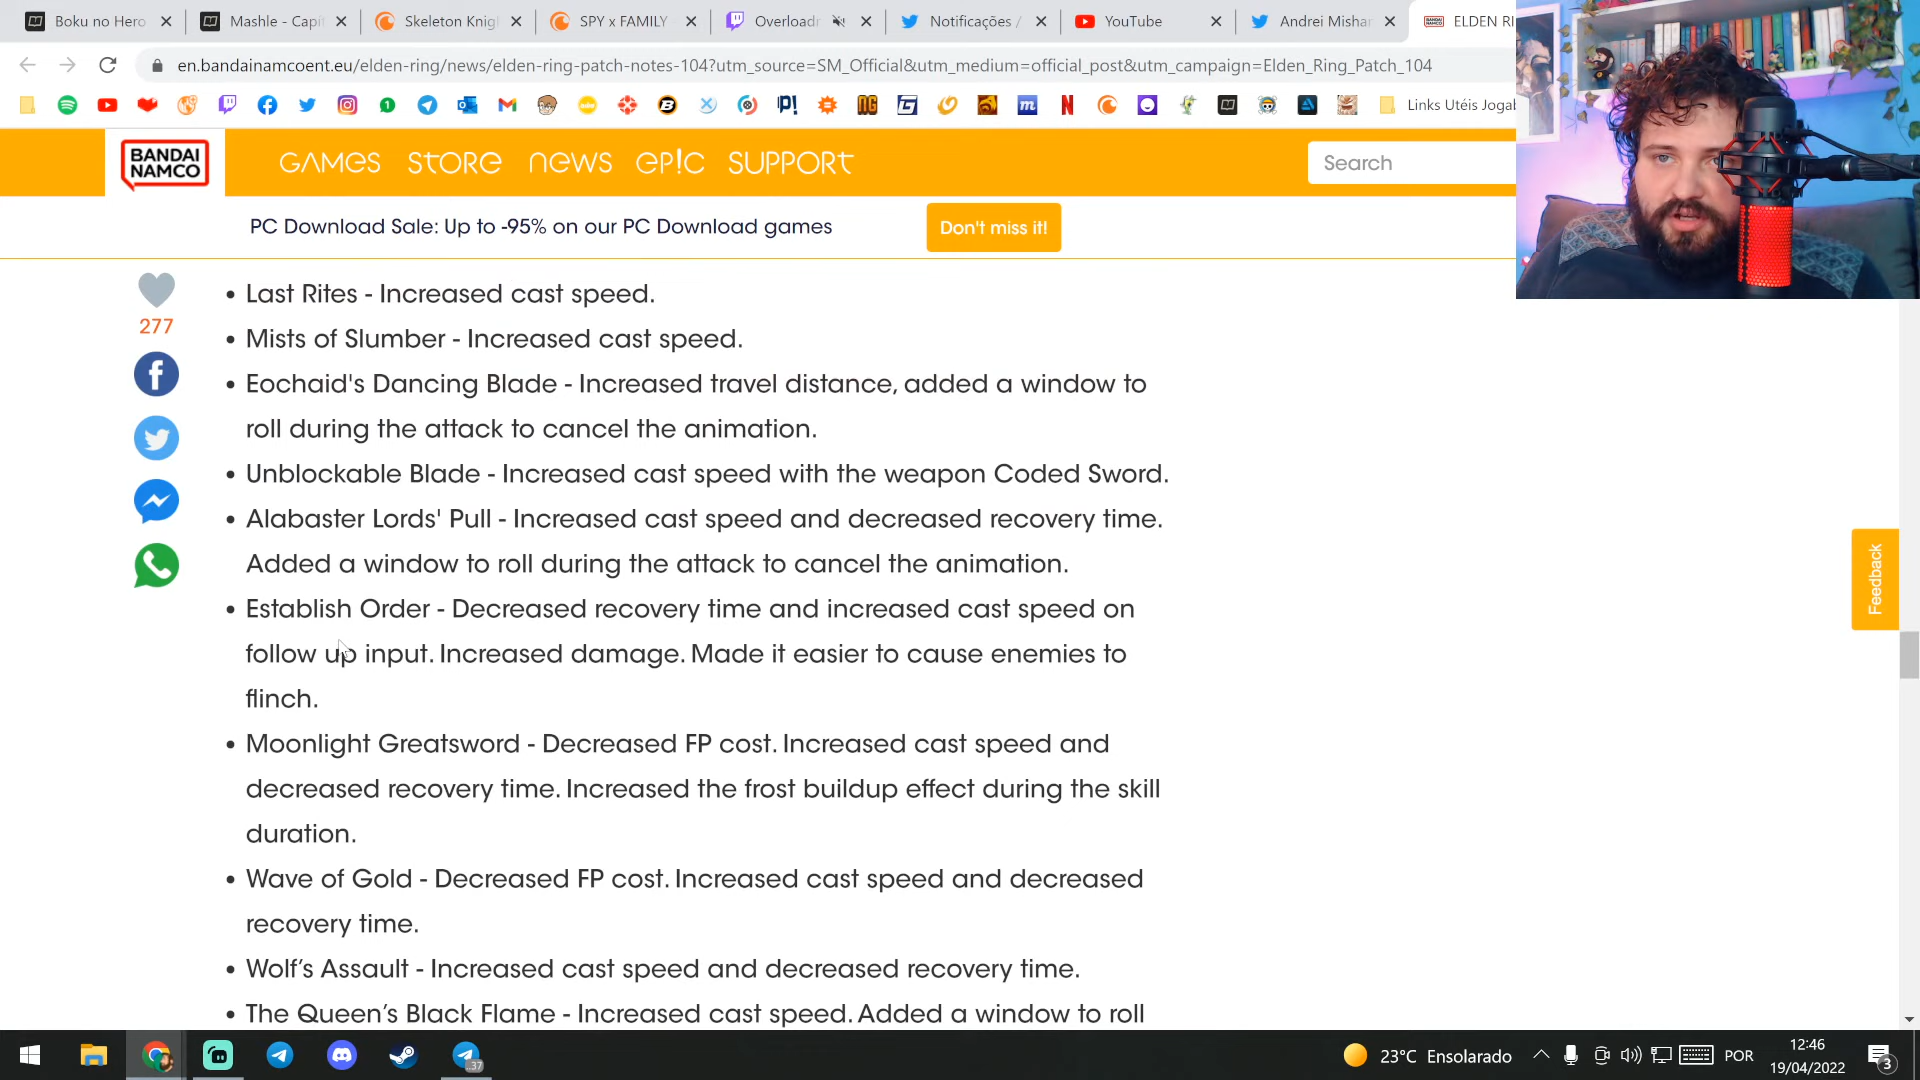 Boku no Hero
Mashle - Capí
Skeleton Knig
SPY x FAMILY
Overloadr
Notificações /
YouTube
Andrei Mishar
ELDEN RI
en.bandainamcoent.eu/elden-ring/news/elden-ring-patch-notes-104?utm_source=SM_Official&utm_medium=official_post&utm_campaign=Elden_Ring_Patch_104
Links Utéis Jogab
BANDAI
NAMCO
GAMES STORE NEWS EP!C SUPPORT
Search
PC Download Sale: Up to -95% on our PC Download games
Don't miss it!
277
• Last Rites - Increased cast speed.
• Mists of Slumber - Increased cast speed.
• Eochaid's Dancing Blade - Increased travel distance, added a window to
roll during the attack to cancel the animation.
• Unblockable Blade - Increased cast speed with the weapon Coded Sword.
• Alabaster Lords' Pull - Increased cast speed and decreased recovery time.
Added a window to roll during the attack to cancel the animation.
• Establish Order - Decreased recovery time and increased cast speed on
follow up input. Increased damage. Made it easier to cause enemies to
flinch.
• Moonlight Greatsword - Decreased FP cost. Increased cast speed and
decreased recovery time. Increased the frost buildup effect during the skill
duration.
• Wave of Gold - Decreased FP cost. Increased cast speed and decreased
recovery time.
• Wolf’s Assault - Increased cast speed and decreased recovery time.
• The Queen’s Black Flame - Increased cast speed. Added a window to roll
Feedback
37
23°C Ensolarado
POR
12:46
19/04/2022
3